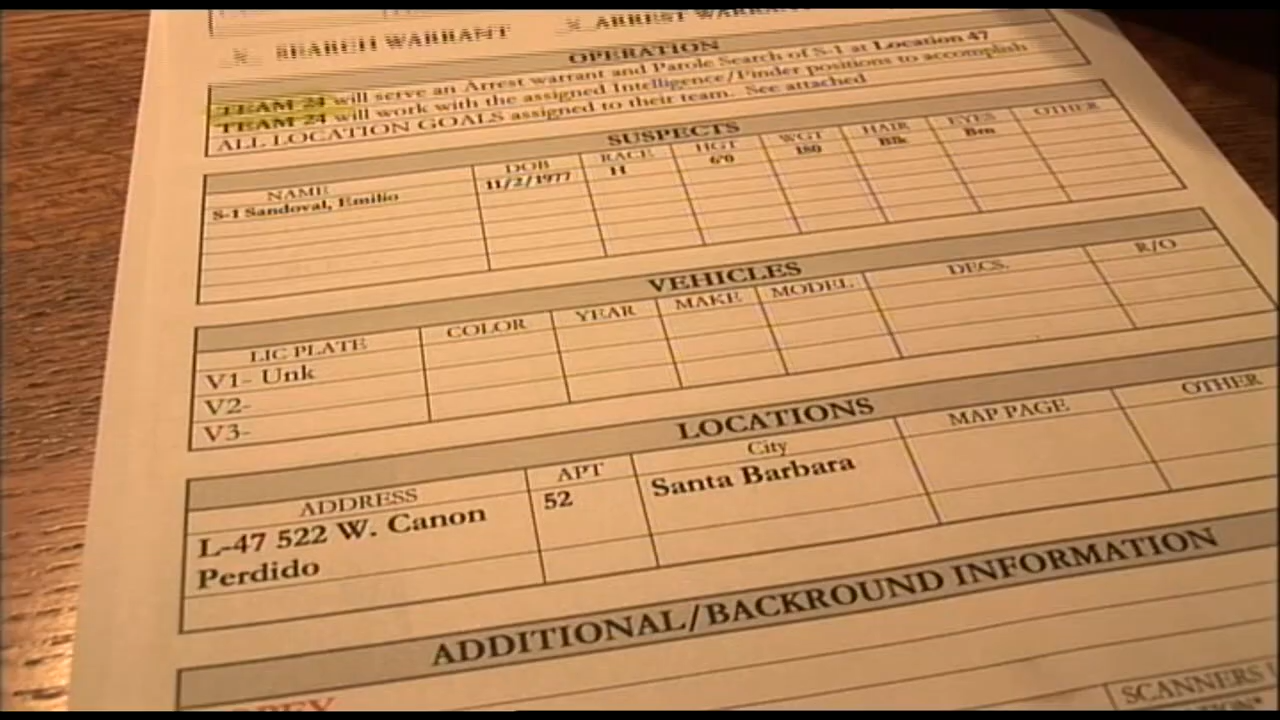 X SEARCH WARRANT X ARREST WARRANT
OPERATION
TEAM 24 will serve an Arrest warrant and Parole Search of S-1 at Location 47
TEAM 24 will work with the assigned Intelligence/Finder positions to accomplish
ALL LOCATION GOALS assigned to their team. See attached
SUSPECTS
NAME DOB RACE HGT WGT HAIR EYES OTHER
S-1 Sandoval, Emilio 11/2/1977 H 6'0 180 Blk Brn
VEHICLES
LIC PLATE COLOR YEAR MAKE MODEL DECS. R/O
V1- Unk
V2-
V3-
LOCATIONS
ADDRESS APT City MAP PAGE OTHER
L-47 522 W. Canon 52 Santa Barbara
Perdido
ADDITIONAL/BACKROUND INFORMATION
SCANNERS